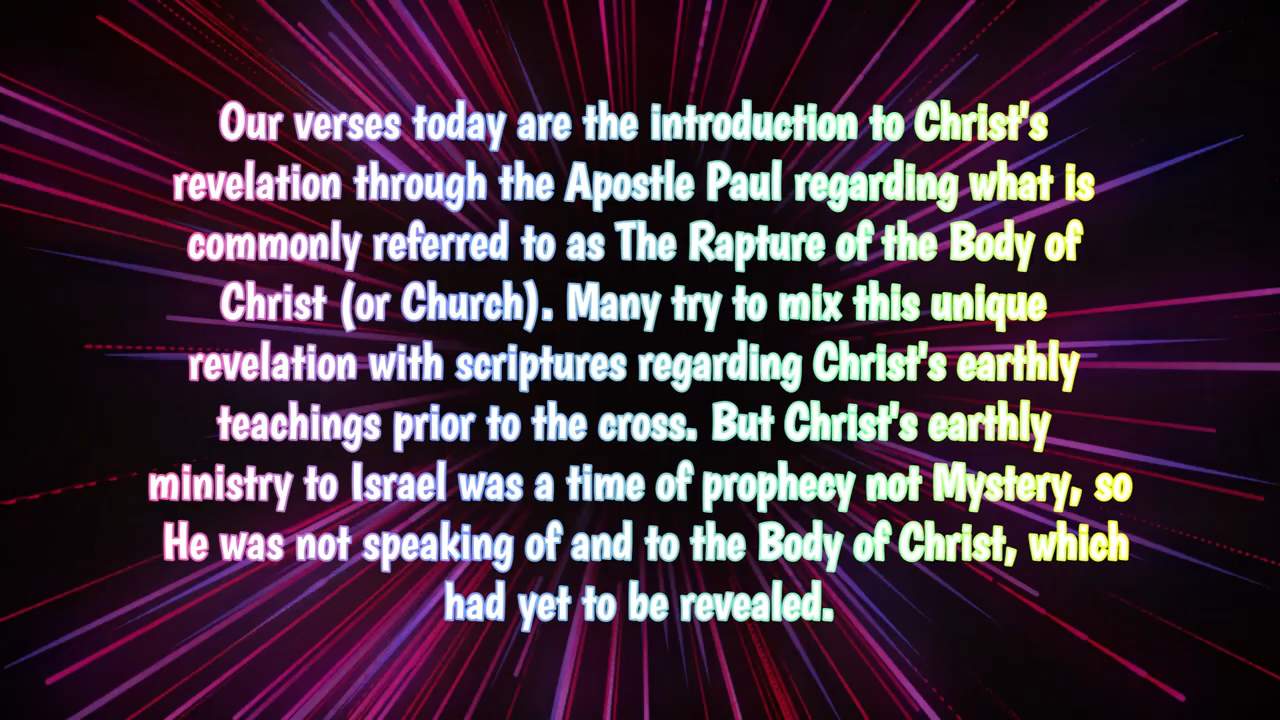 Our verses today are the introduction to Christ's
revelation through the Apostle Paul regarding what is
commonly referred to as The Rapture of the Body of
Christ (or Church). Many try to mix this unique
revelation with scriptures regarding Christ's earthly
teachings prior to the cross. But Christ's earthly
ministry to Israel was a time of prophecy not Mystery, so
He was not speaking of and to the Body of Christ, which
had yet to be revealed.